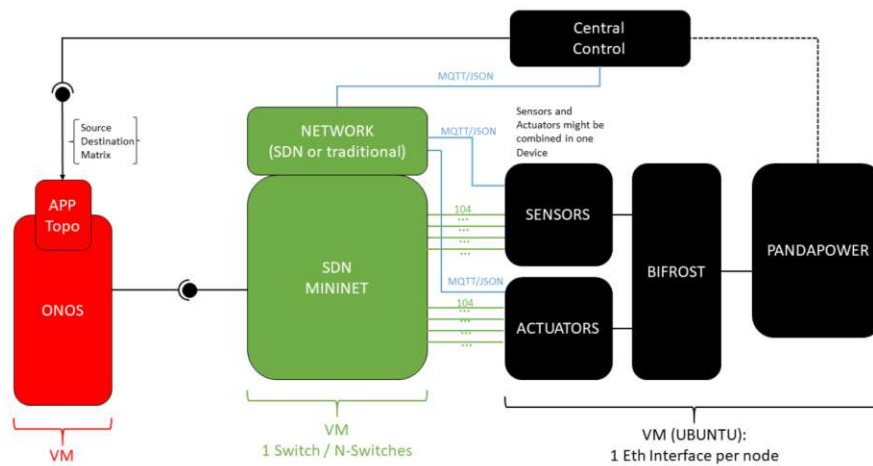 Central
Control
MQTT/JSON
Source
Destination
Matrix
NETWORK
(SDN or traditional)
MQTT/JSON
Sensors and
Actuators might be
combined in one
Device
APP
Topo
ONOS
SDN
MININET
104
...
...
...
SENSORS
MQTT/JSON
104
...
...
...
ACTUATORS
BIFROST
PANDAPOWER
VM
VM
1 Switch / N-Switches
VM (UBUNTU):
1 Eth Interface per node